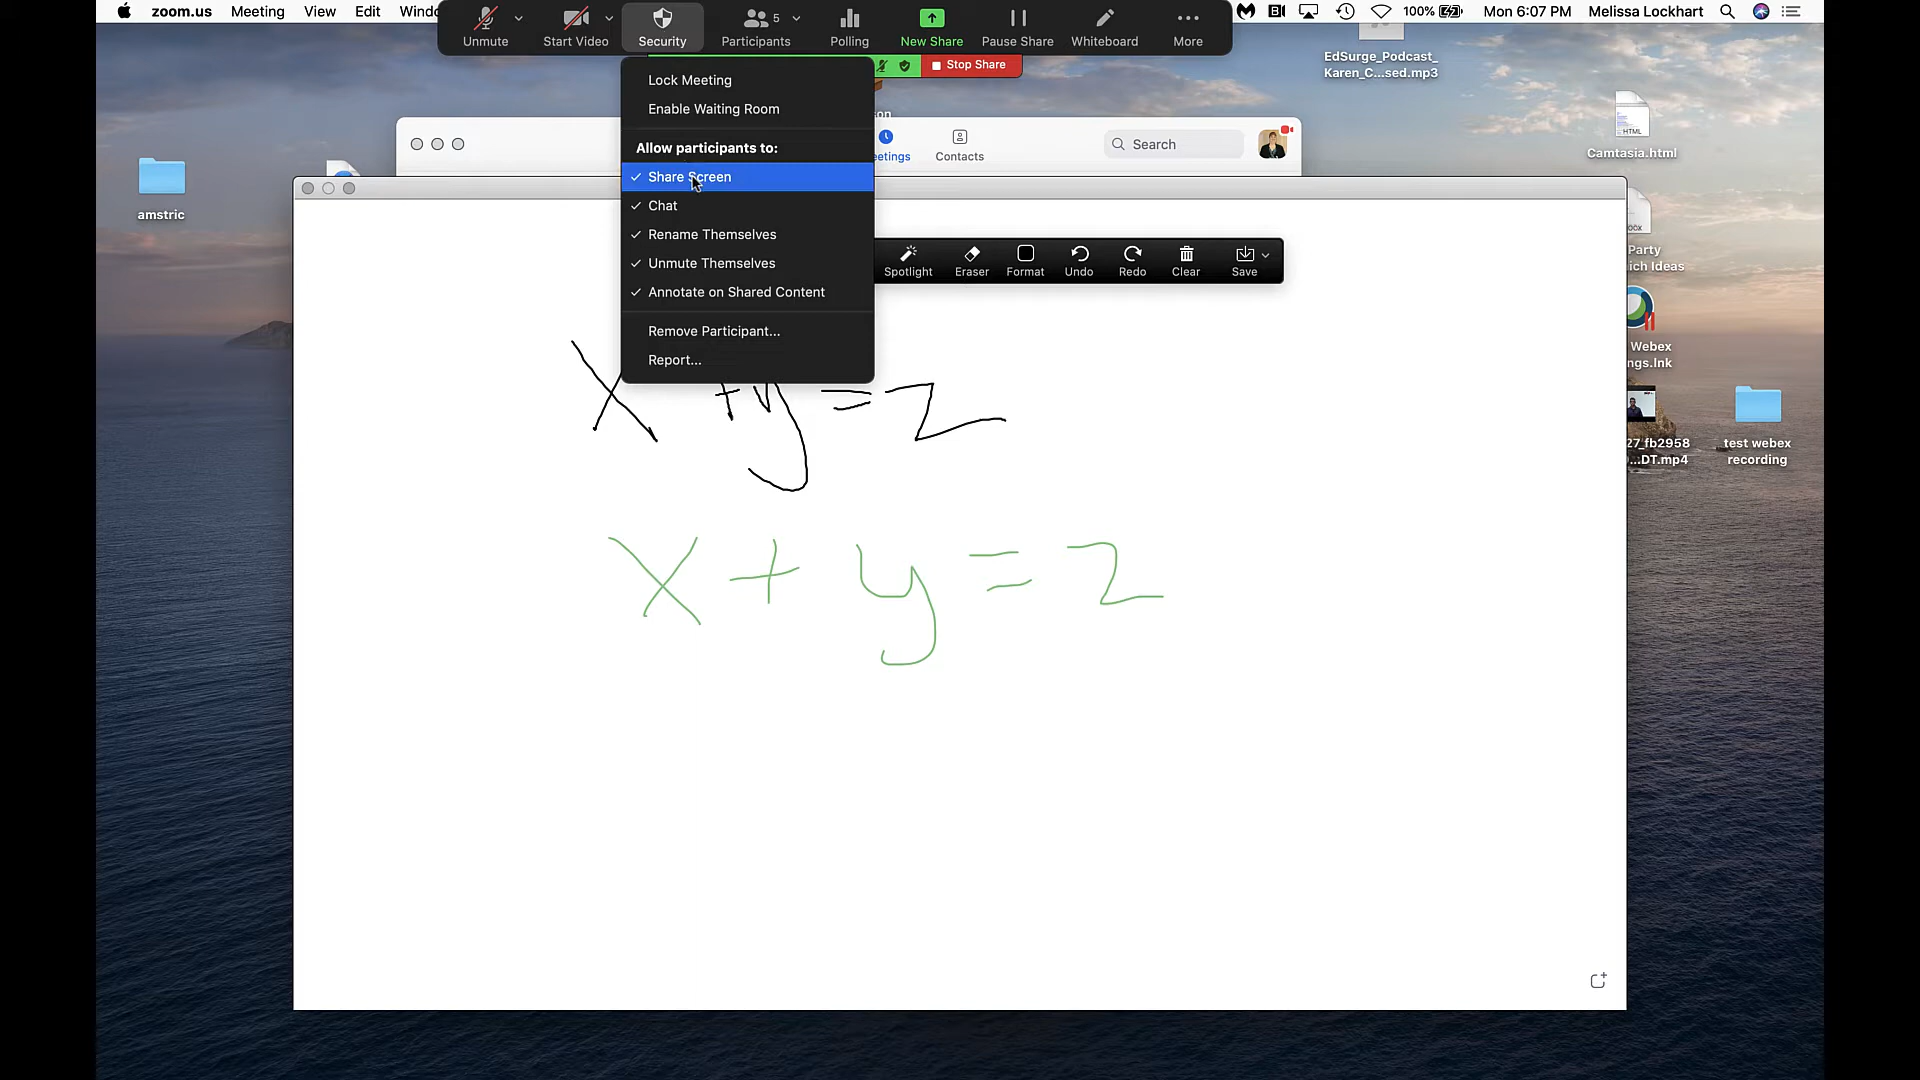 zoom.us Meeting View Edit 100% Mon 6:07 PM Melissa Lockhart
Unmute Start Video Security Participants 5 Polling New Share Pause Share Whiteboard More
Stop Share
Lock Meeting
Enable Waiting Room
Allow participants to:
✓ Share Screen
✓ Chat
✓ Rename Themselves
✓ Unmute Themselves
✓ Annotate on Shared Content
Remove Participant...
Report...
Contacts
Search
Spotlight Eraser Format Undo Redo Clear Save
x + y = z
x + y = z
amstric
EdSurge_Podcast_
Karen_C...sed.mp3
HTML
Camtasia.html
Party
Webex
test webex
recording